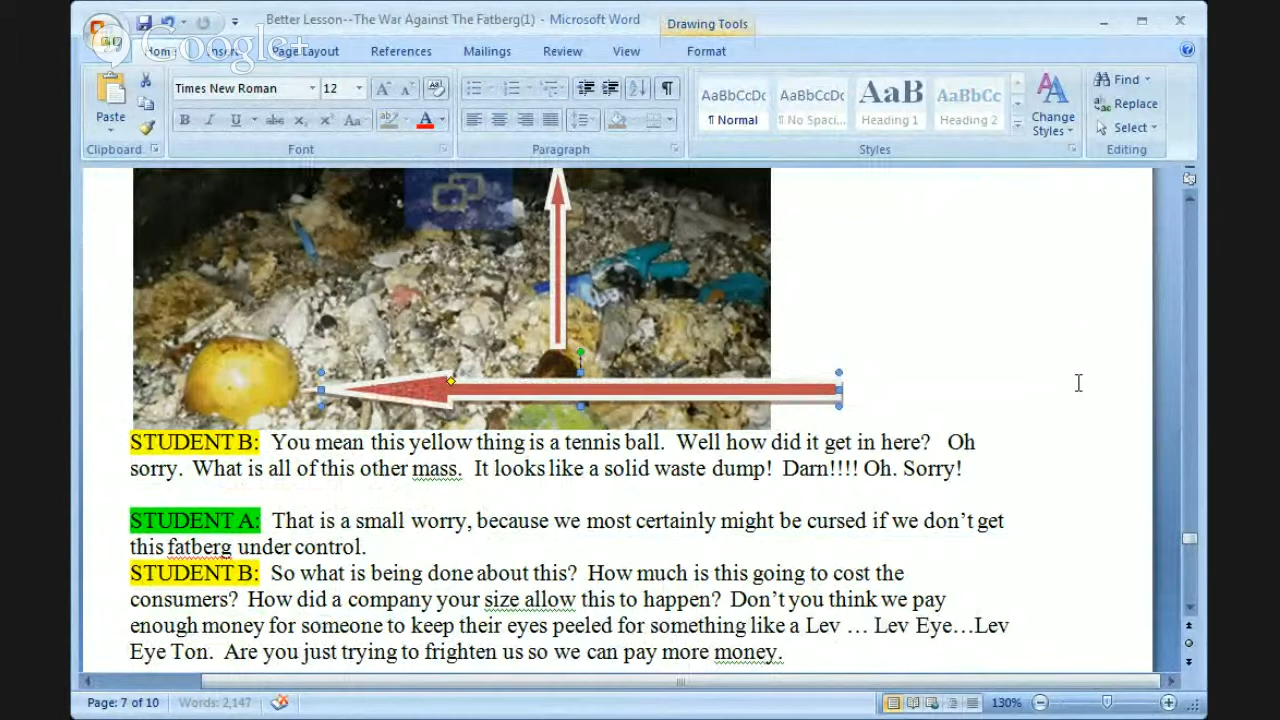 Better Lesson--The War Against The Fatberg(1) - Microsoft Word
Drawing Tools
Google+
Page Layout References Mailings Review View Format
Times New Roman 12
AaBbCcDc AaBbCcDc AaB AaBbCc
Find
Replace
Select
Paste
¶ Normal ¶ No Spaci... Heading 1 Heading 2
Change
Styles
Clipboard Font Paragraph Styles Editing
STUDENT B: You mean this yellow thing is a tennis ball. Well how did it get in here? Oh
sorry. What is all of this other mass. It looks like a solid waste dump! Darn!!!! Oh. Sorry!
STUDENT A: That is a small worry, because we most certainly might be cursed if we don't get
this fatberg under control.
STUDENT B: So what is being done about this? How much is this going to cost the
consumers? How did a company your size allow this to happen? Don't you think we pay
enough money for someone to keep their eyes peeled for something like a Lev … Lev Eye…Lev
Eye Ton. Are you just trying to frighten us so we can pay more money.
Page: 7 of 10 Words: 2,147 130%